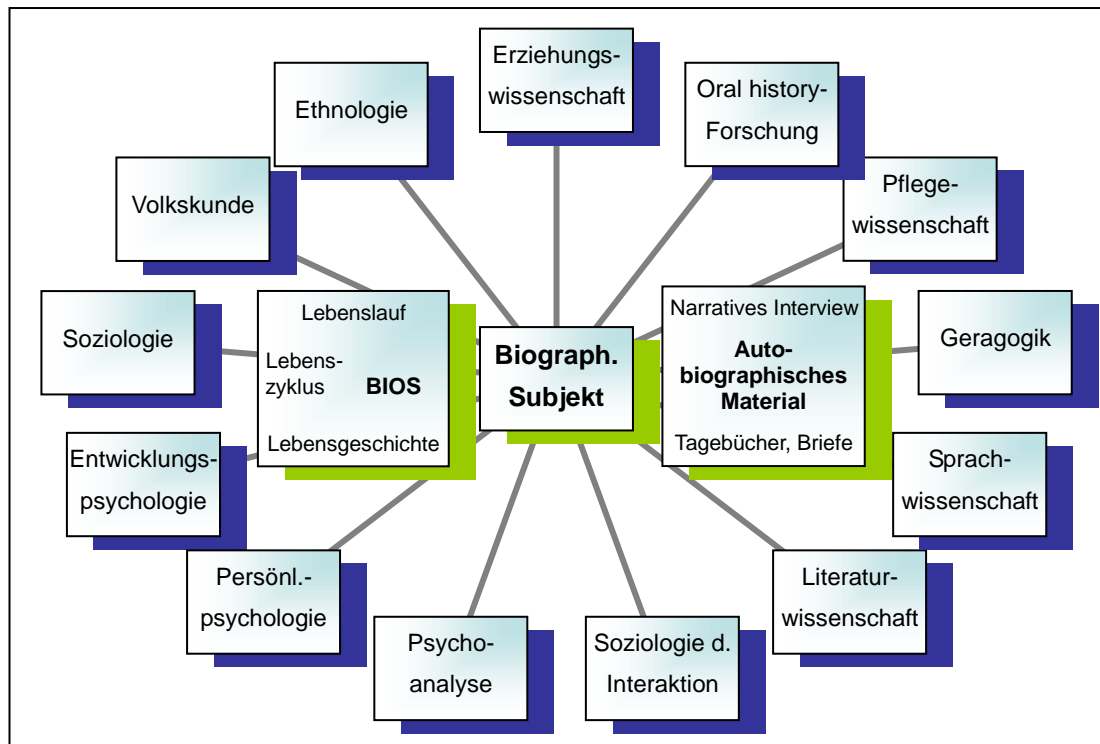 Erziehungs-
wissenschaft
Oral history-
Forschung
Ethnologie
Pflege-
wissenschaft
Volkskunde
Soziologie
Lebenslauf
Lebens-
zyklus
BIOS
Lebensgeschichte
Biograph.
Subjekt
Narratives Interview
Auto-
biographisches
Material
Tagebücher, Briefe
Geragogik
Entwicklungs-
psychologie
Sprach-
wissenschaft
Persönl.-
psychologie
Literatur-
wissenschaft
Psycho-
analyse
Soziologie d.
Interaktion